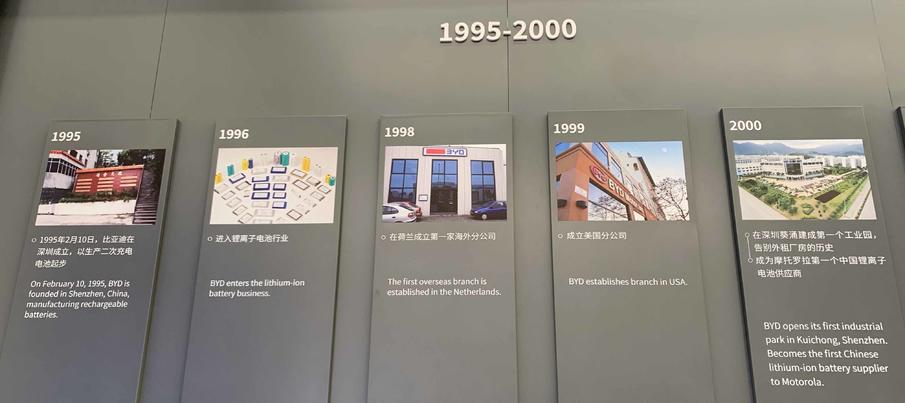 1995-2000
1995
1995年2月10日，比亚迪在
深圳成立，以生产二次充电
电池起步
On February 10, 1995, BYD is
founded in Shenzhen, China,
manufacturing rechargeable
batteries.
1996
进入锂离子电池行业
BYD enters the lithium-ion
battery business.
1998
BYD
在荷兰成立第一家海外分公司
The first overseas branch is
established in the Netherlands.
1999
BYD
成立美国分公司
BYD establishes branch in USA.
2000
在深圳葵涌建成第一个工业园，
告别外租厂房的历史
成为摩托罗拉第一个中国锂离子
电池供应商
BYD opens its first industrial
park in Kuichong, Shenzhen.
Becomes the first Chinese
lithium-ion battery supplier
to Motorola.